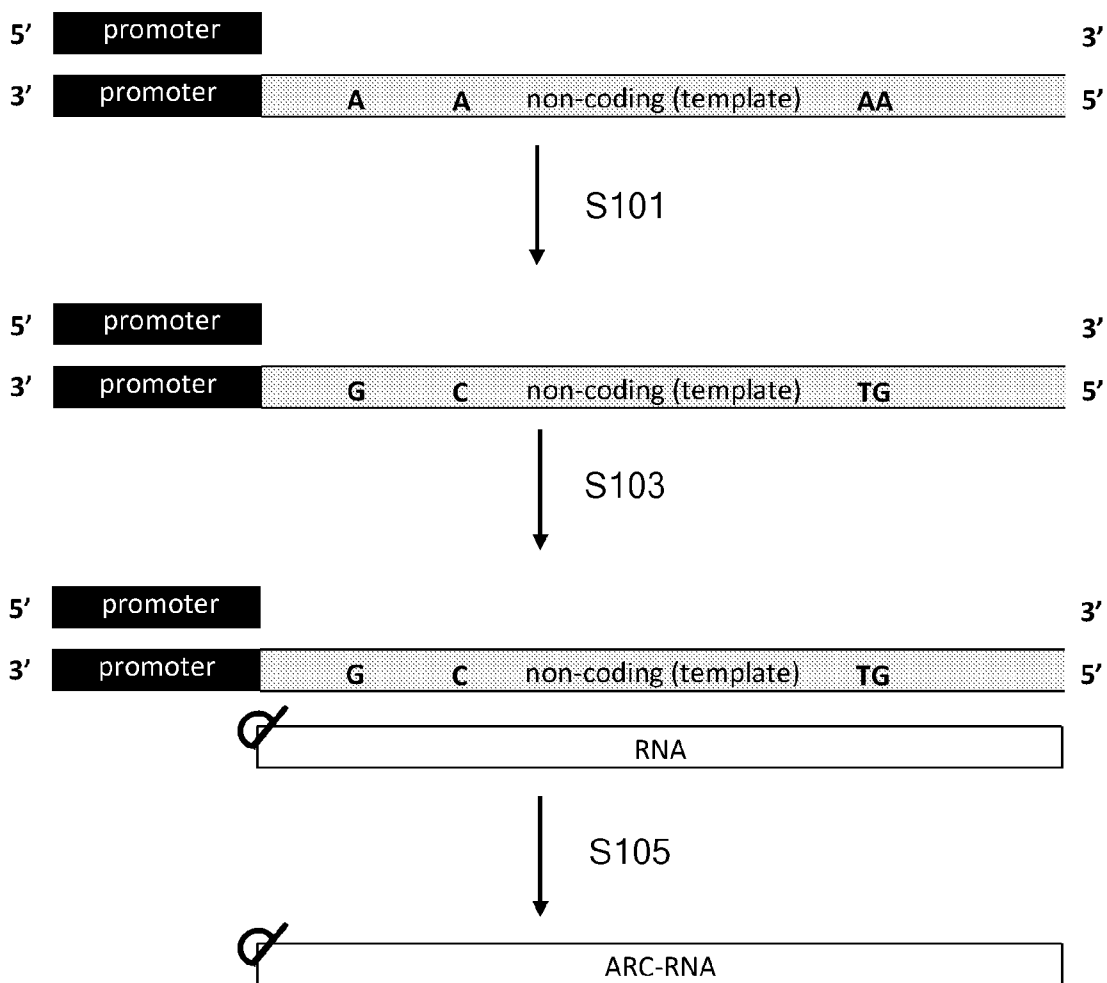 5’ promoter 3’
3’ promoter A A non-coding (template) AA 5’
S101
5’ promoter 3’
3’ promoter G C non-coding (template) TG 5’
S103
5’ promoter 3’
3’ promoter G C non-coding (template) TG 5’
RNA
S105
ARC-RNA